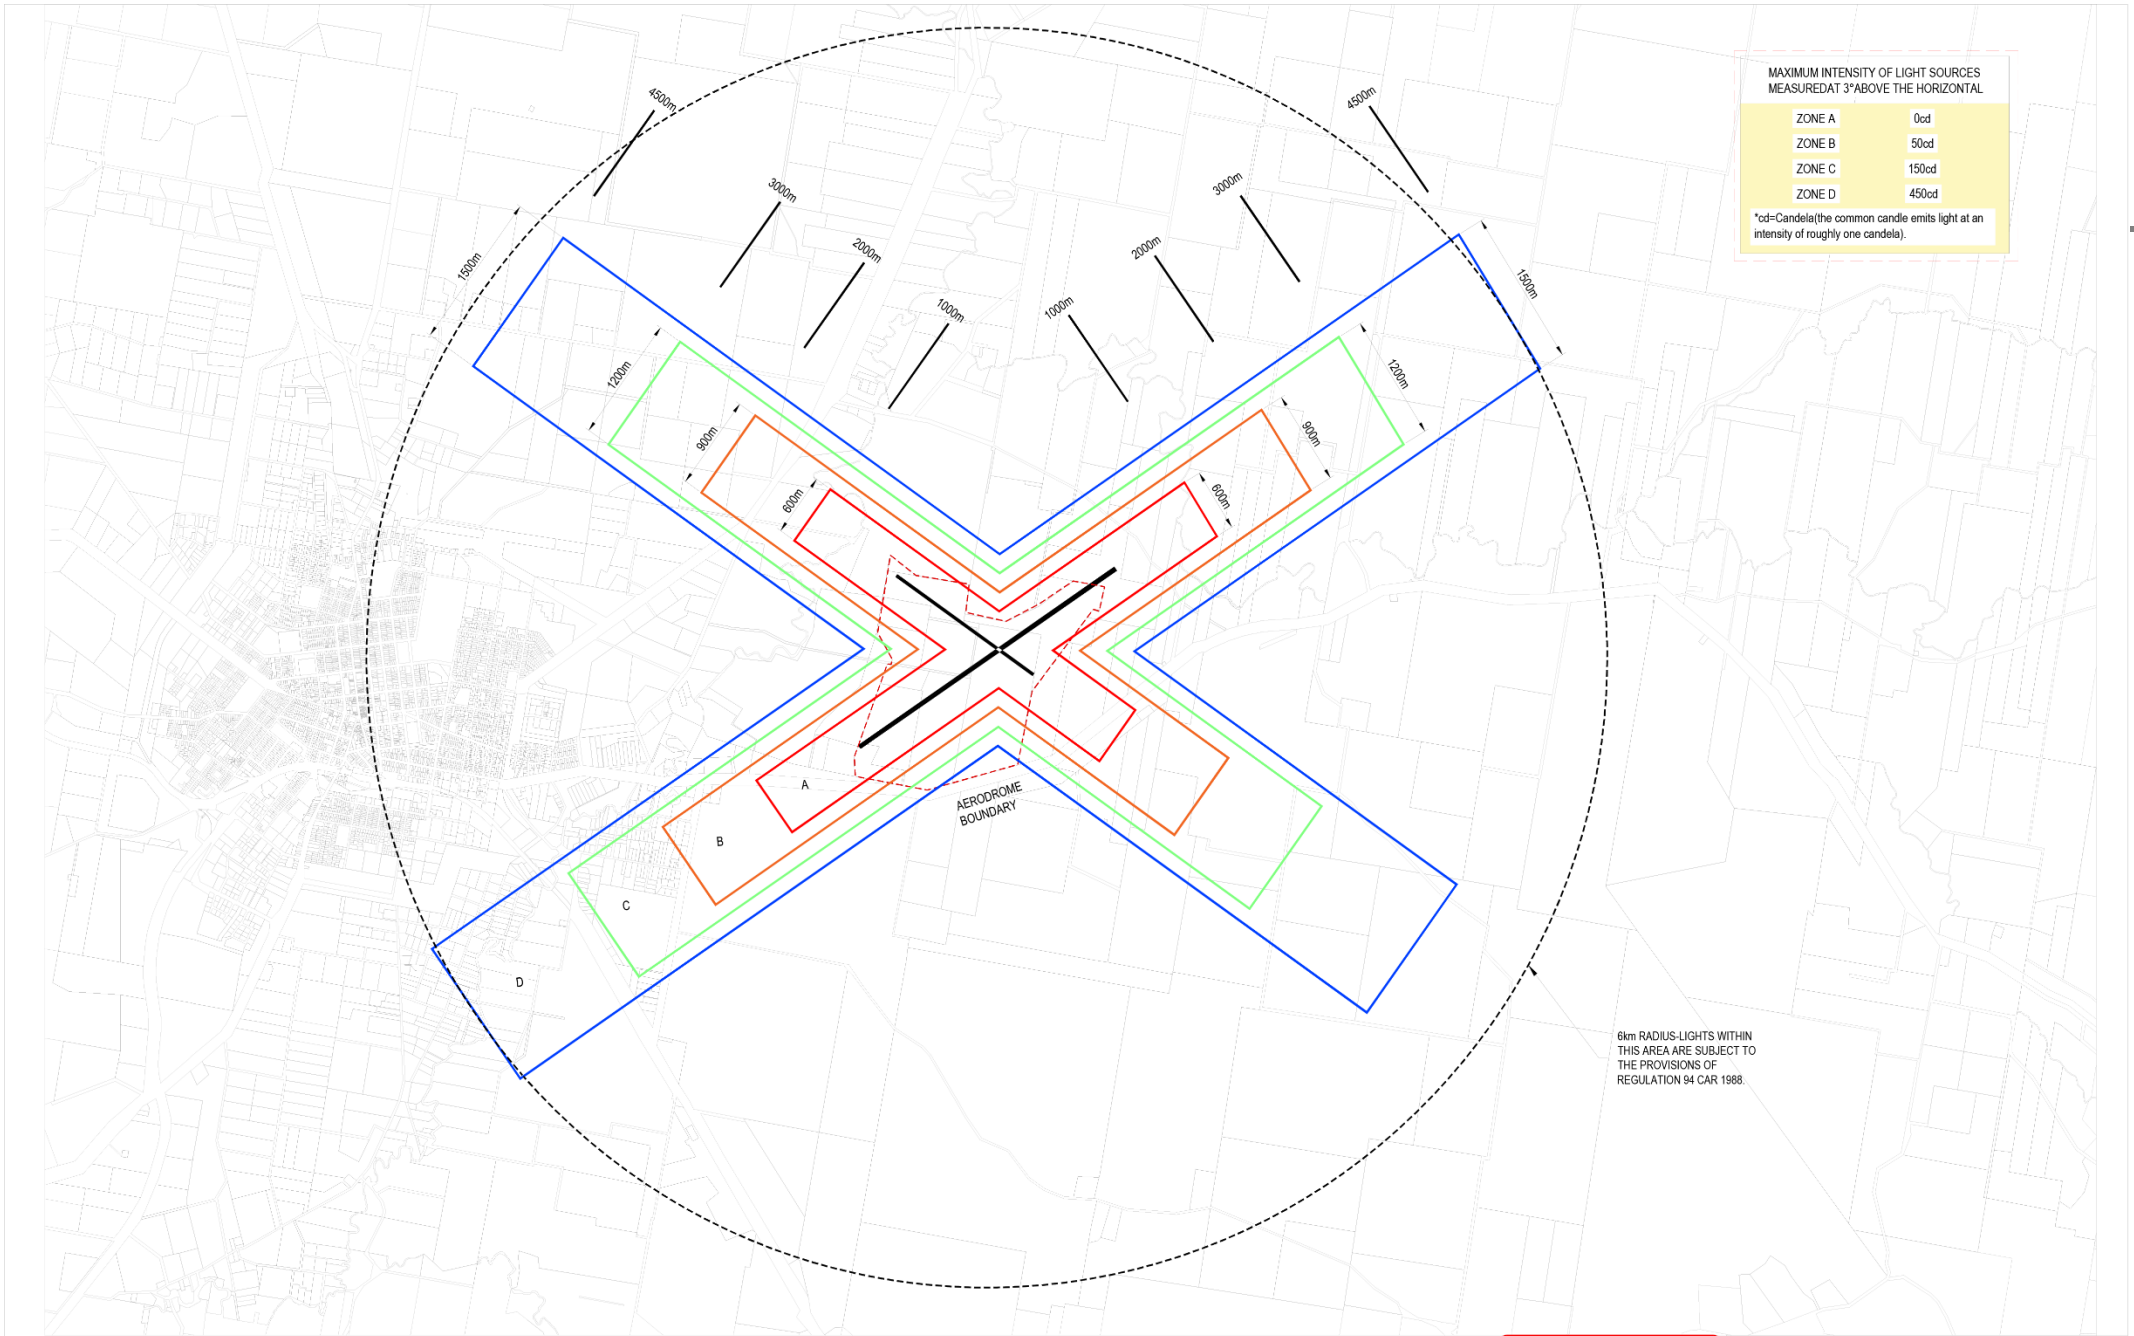 MAXIMUM INTENSITY OF LIGHT SOURCES
MEASUREDAT 3°ABOVE THE HORIZONTAL
ZONE A 0cd
ZONE B 50cd
ZONE C 150cd
ZONE D 450cd
*cd=Candela(the common candle emits light at an
intensity of roughly one candela).
4500m
4500m
3000m
3000m
2000m
2000m
1000m
1000m
1500m
1500m
1200m
1200m
900m
900m
600m
600m
A
B
C
D
AERODROME
BOUNDARY
6km RADIUS-LIGHTS WITHIN
THIS AREA ARE SUBJECT TO
THE PROVISIONS OF
REGULATION 94 CAR 1988.